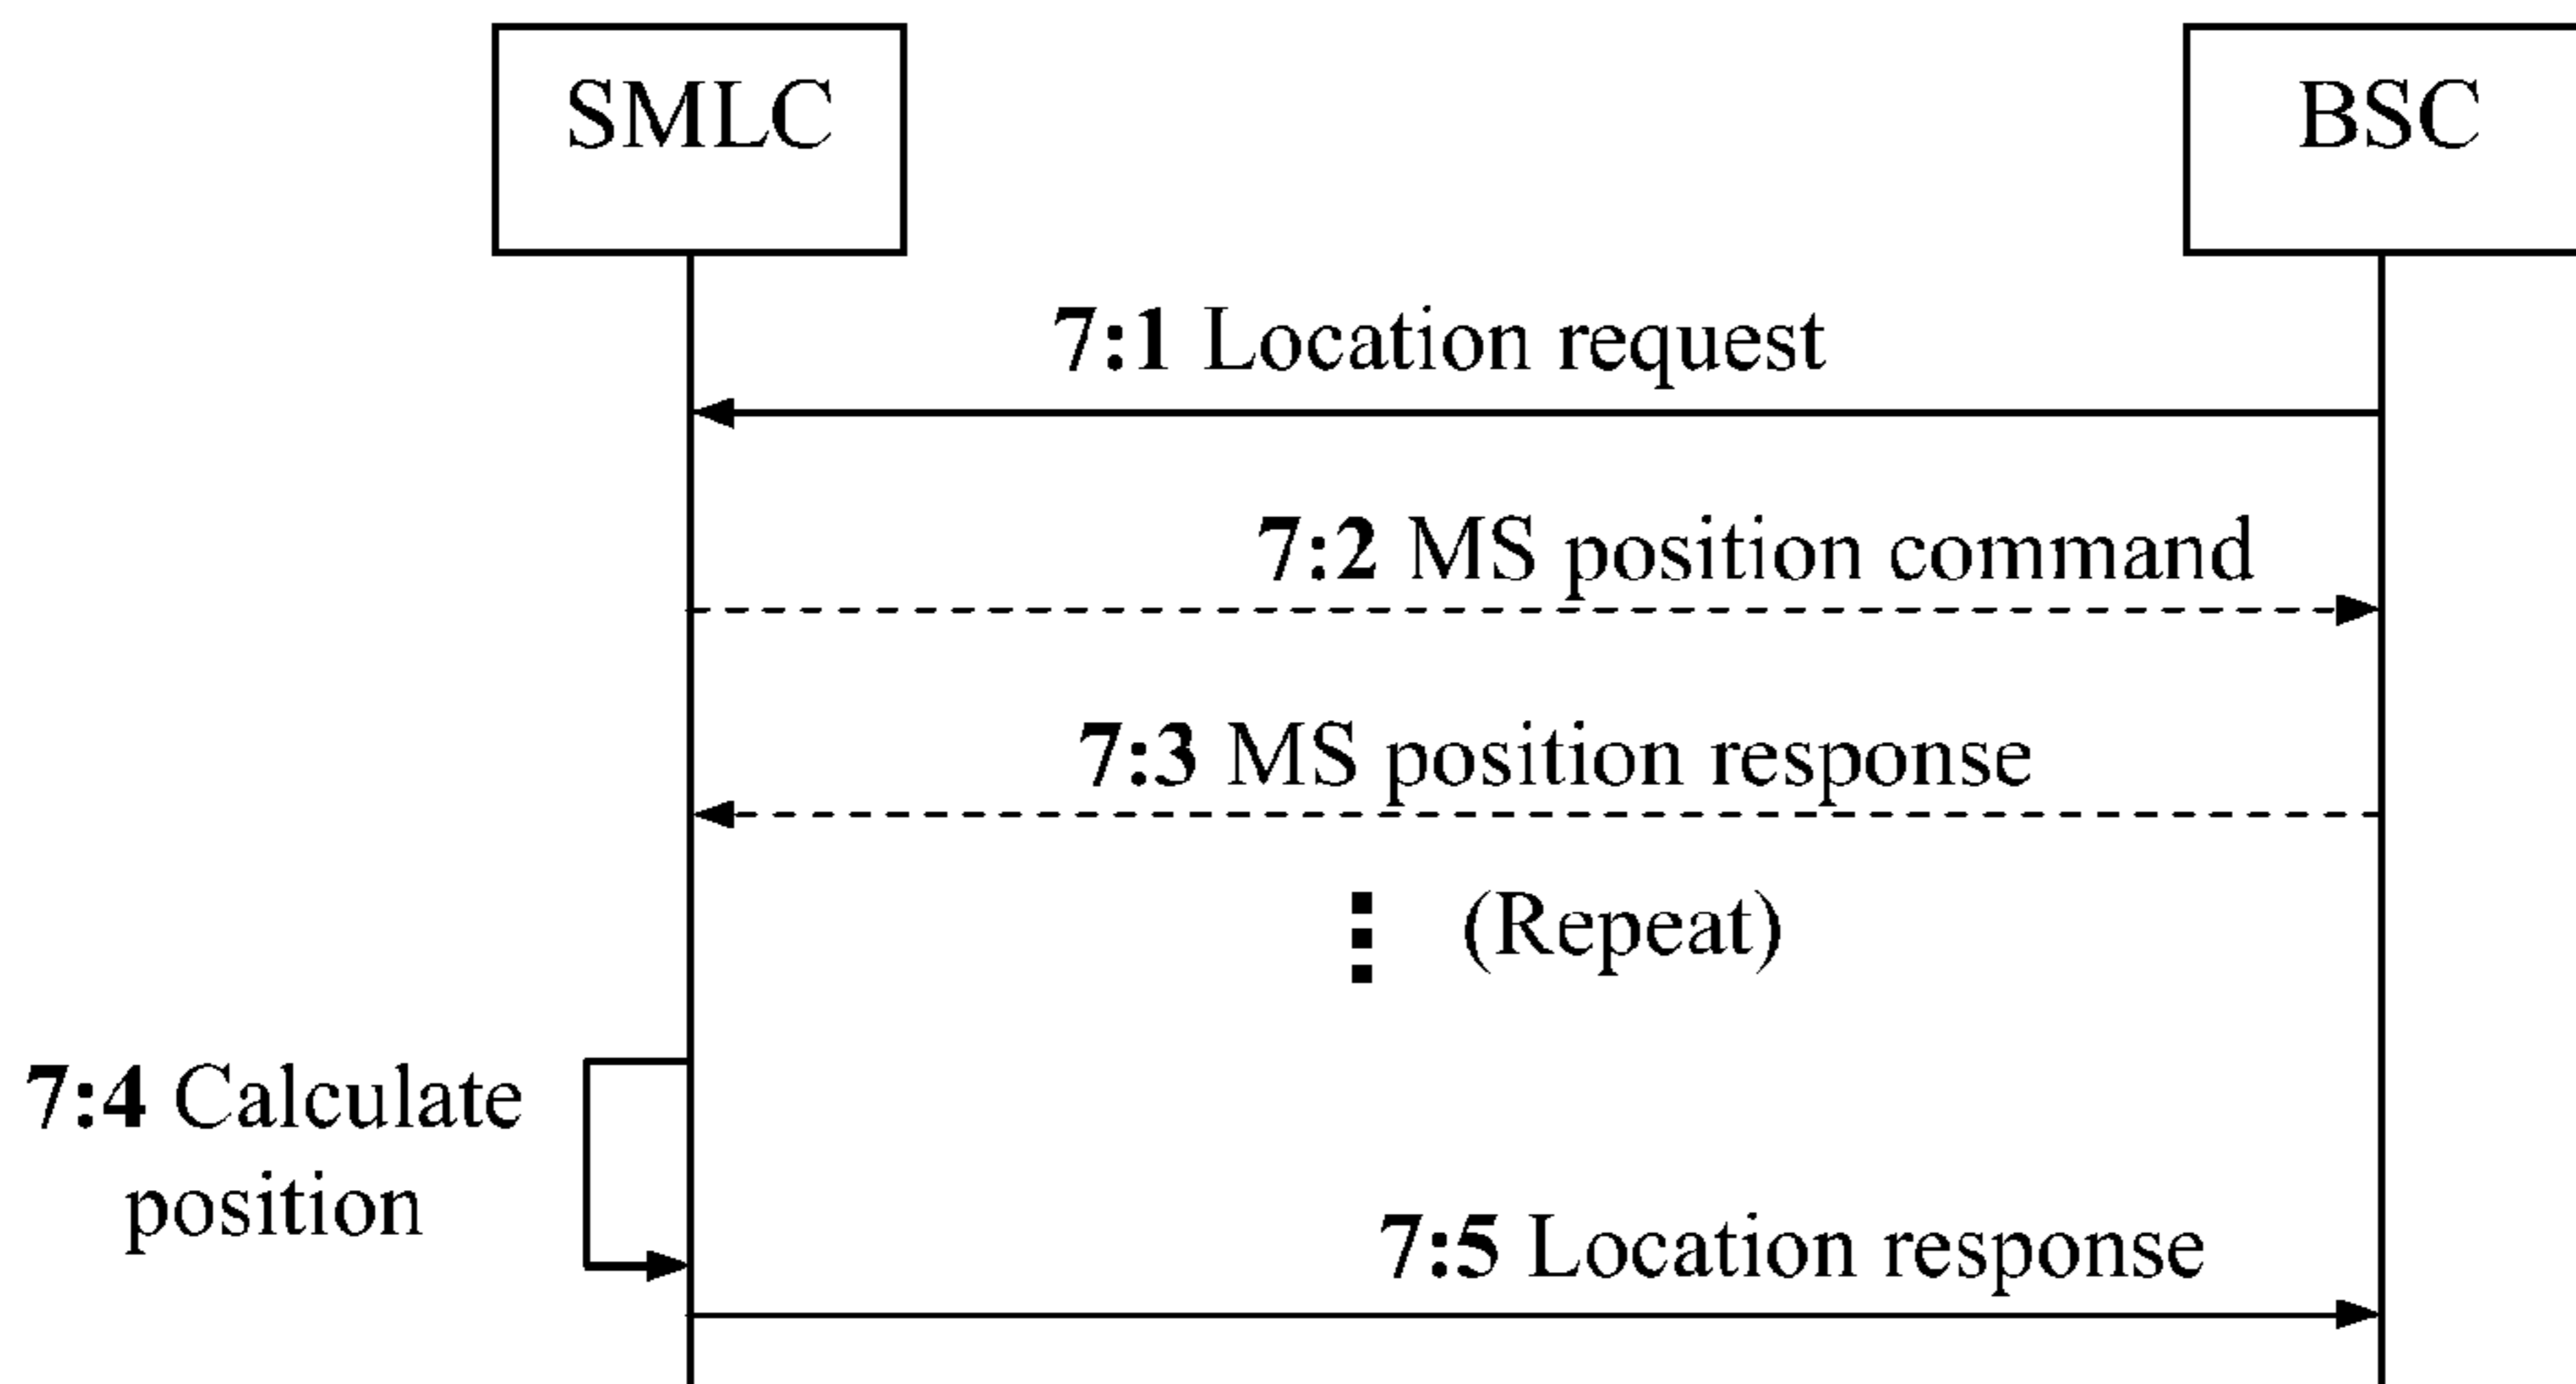 SMLC
BSC
7:1 Location request
7:2 MS position command
7:3 MS position response
(Repeat)
7:4 Calculate
position
7:5 Location response